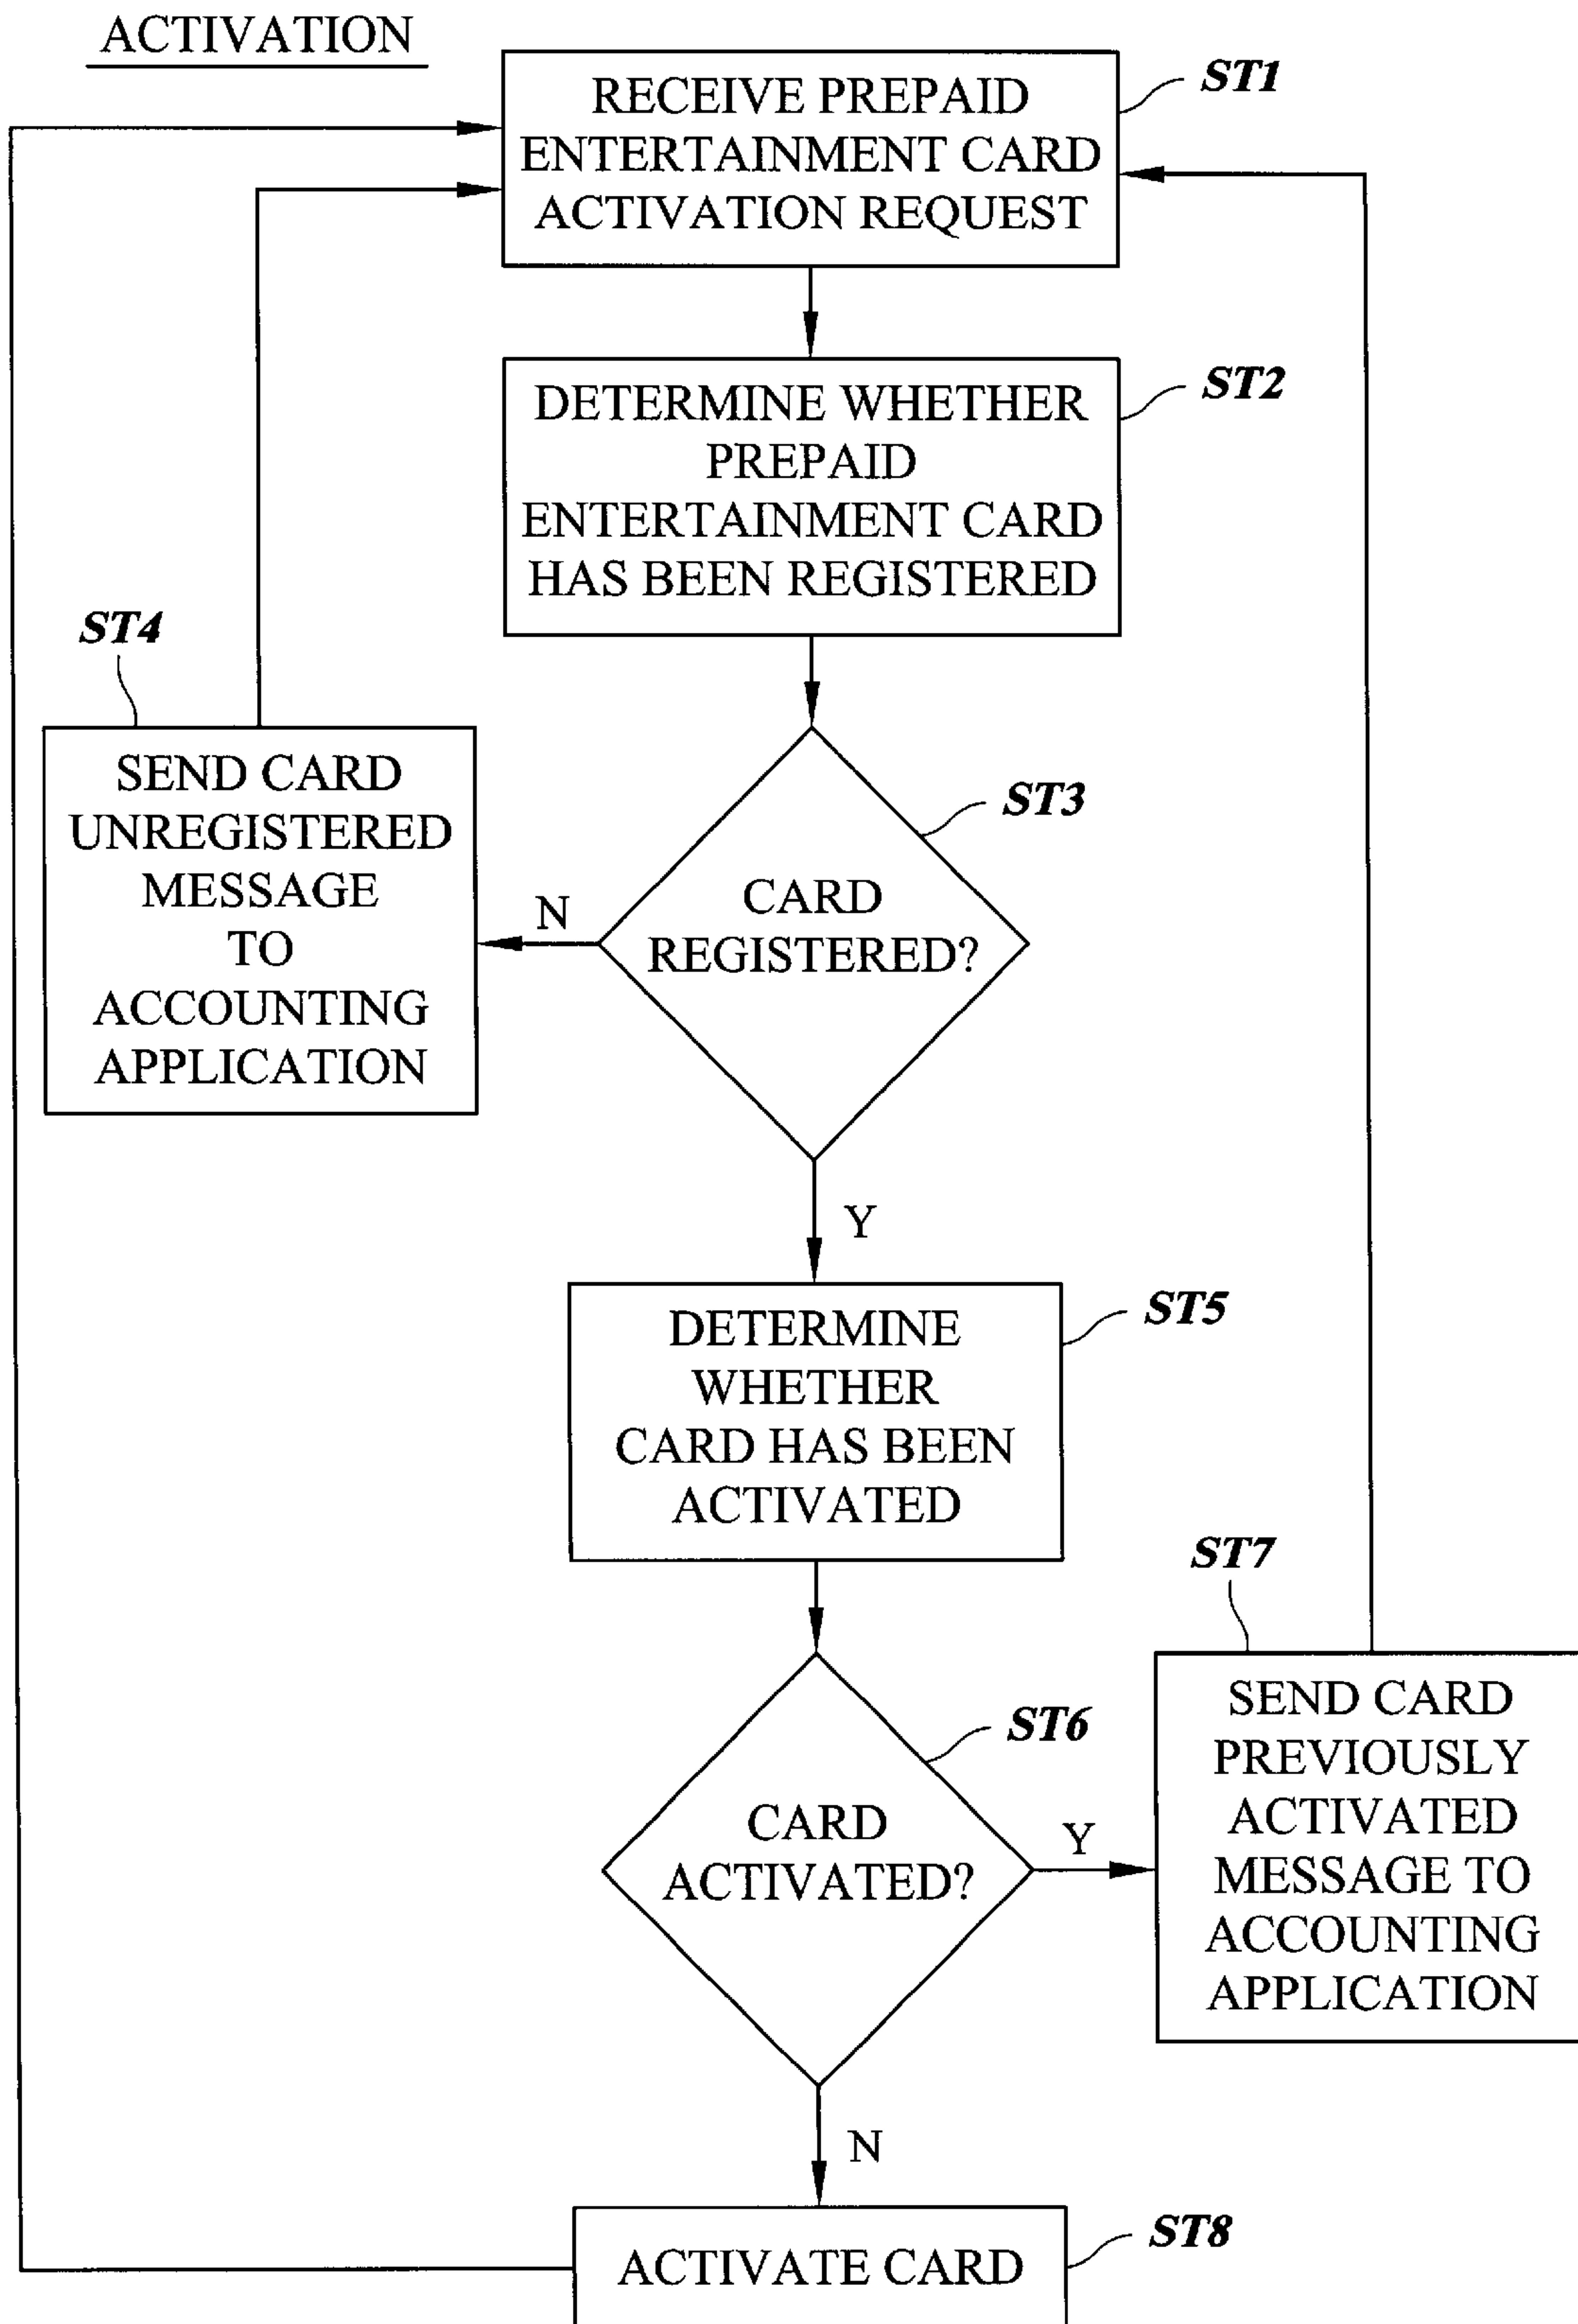 ACTIVATION
RECEIVE PREPAID
ENTERTAINMENT CARD
ACTIVATION REQUEST
ST1
DETERMINE WHETHER
PREPAID
ENTERTAINMENT CARD
HAS BEEN REGISTERED
ST2
ST4
SEND CARD
UNREGISTERED
MESSAGE
TO
ACCOUNTING
APPLICATION
N
CARD
REGISTERED?
ST3
Y
DETERMINE
WHETHER
CARD HAS BEEN
ACTIVATED
ST5
CARD
ACTIVATED?
ST6
Y
ST7
SEND CARD
PREVIOUSLY
ACTIVATED
MESSAGE TO
ACCOUNTING
APPLICATION
N
ACTIVATE CARD
ST8